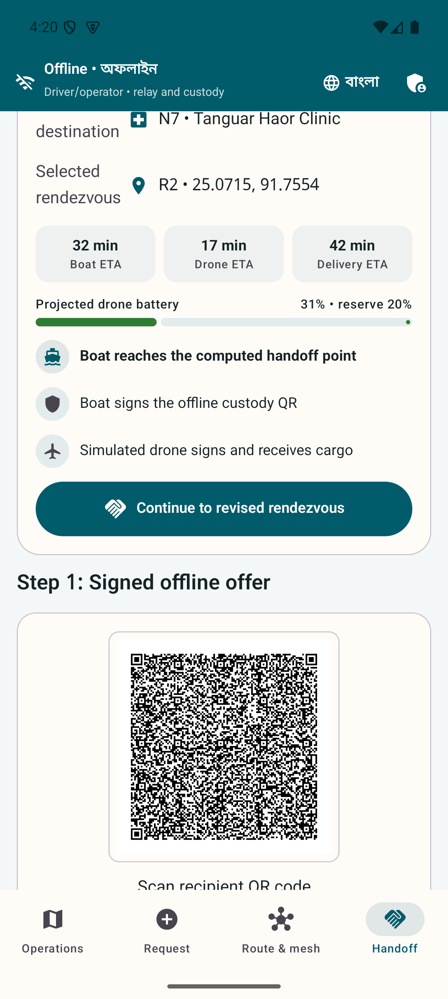 4:20
Offline • অফলাইন
Driver/operator • relay and custody
বাংলা
destination
N7 • Tanguar Haor Clinic
Selected
rendezvous
R2 • 25.0715, 91.7554
32 min
Boat ETA
17 min
Drone ETA
42 min
Delivery ETA
Projected drone battery
31% • reserve 20%
Boat reaches the computed handoff point
Boat signs the offline custody QR
Simulated drone signs and receives cargo
Continue to revised rendezvous
Step 1: Signed offline offer
Scan recipient QR code
Operations
Request
Route & mesh
Handoff